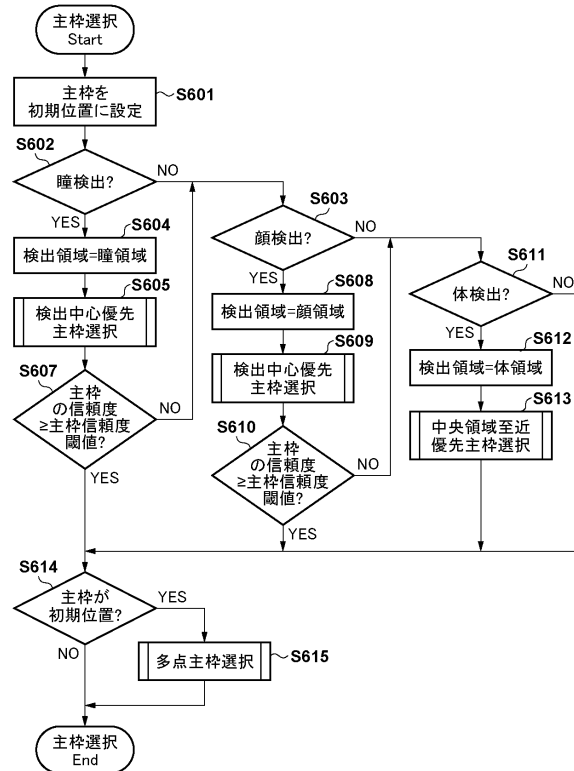 主枠選択
Start
主枠を
初期位置に設定
S601
S602
瞳検出?
NO
YES
S604
検出領域=瞳領域
S605
検出中心優先
主枠選択
S607
主枠
の信頼度
≥主枠信頼度
閾値?
NO
YES
S603
顔検出?
NO
YES
S608
検出領域=顔領域
S609
検出中心優先
主枠選択
S610
主枠
の信頼度
≥主枠信頼度
閾値?
NO
YES
S611
体検出?
NO
YES
S612
検出領域=体領域
S613
中央領域至近
優先主枠選択
S614
主枠が
初期位置?
YES
NO
多点主枠選択
S615
主枠選択
End